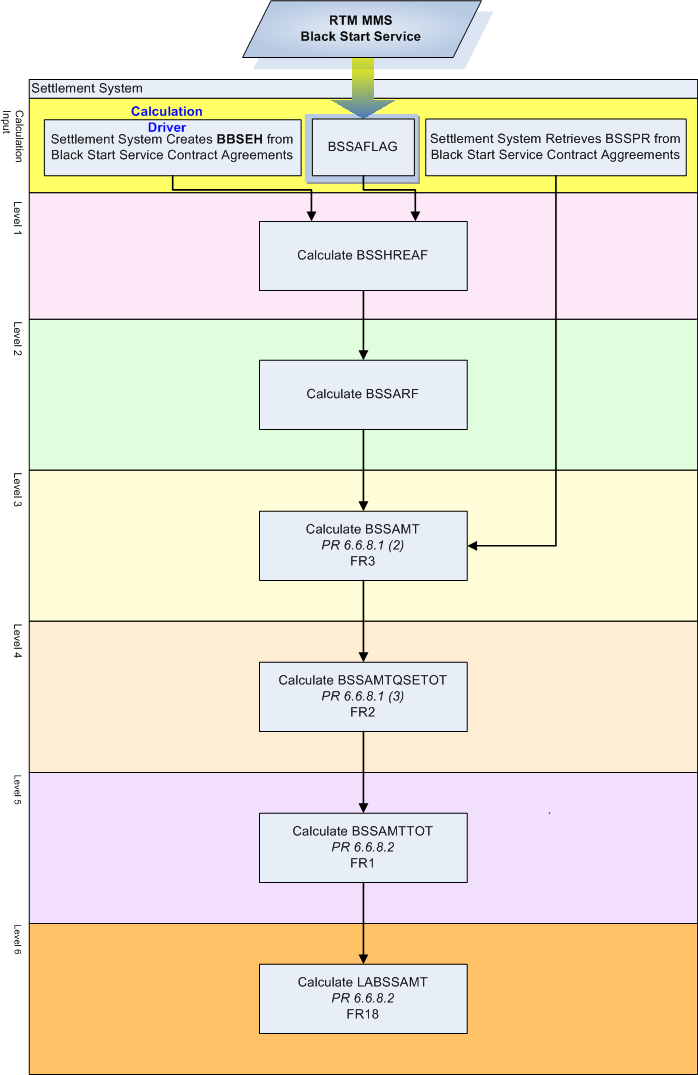 RTM MMS
Black Start Service
Settlement System
Calculation
Input
Calculation
Driver
Settlement System Creates BBSEH from
Black Start Service Contract Agreements
BSSAFLAG
Settlement System Retrieves BSSPR from
Black Start Service Contract Aggreements
Level 1
Calculate BSSHREAF
Level 2
Calculate BSSARF
Level 3
Calculate BSSAMT
PR 6.6.8.1 (2)
FR3
Level 4
Calculate BSSAMTQSETOT
PR 6.6.8.1 (3)
FR2
Level 5
Calculate BSSAMTTOT
PR 6.6.8.2
FR1
Level 6
Calculate LABSSAMT
PR 6.6.8.2
FR18